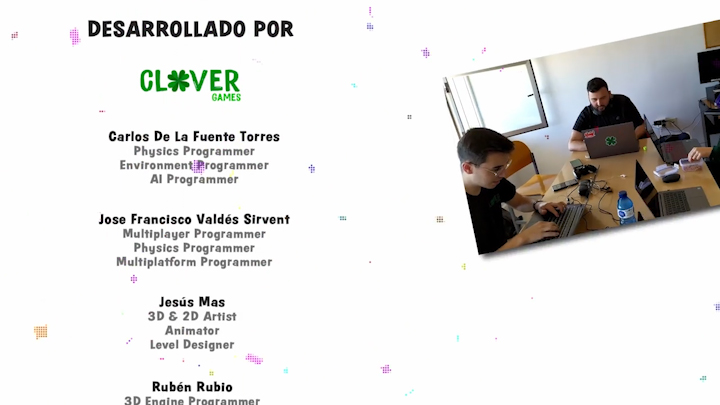 DESARROLLADO POR
CLOVER
GAMES
Carlos De La Fuente Torres
Physics Programmer
Environment Programmer
AI Programmer
Jose Francisco Valdés Sirvent
Multiplayer Programmer
Physics Programmer
Multiplatform Programmer
Jesús Mas
3D & 2D Artist
Animator
Level Designer
Rubén Rubio
3D Engine Programmer